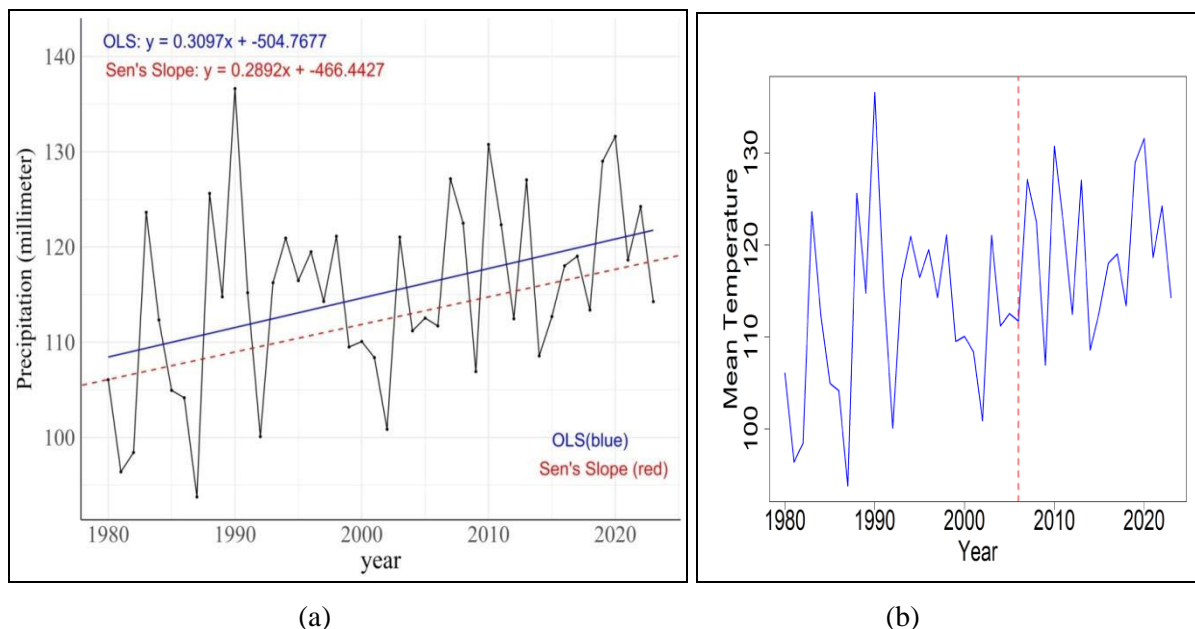 OLS: y = 0.3097x + -504.7677
Sen's Slope: y = 0.2892x + -466.4427
Precipitation (millimeter)
140
130
120
110
100
OLS(blue)
Sen's Slope (red)
1980 1990 2000 2010 2020
year
(a)
Mean Temperature
130
120
110
100
1980 1990 2000 2010 2020
Year
(b)